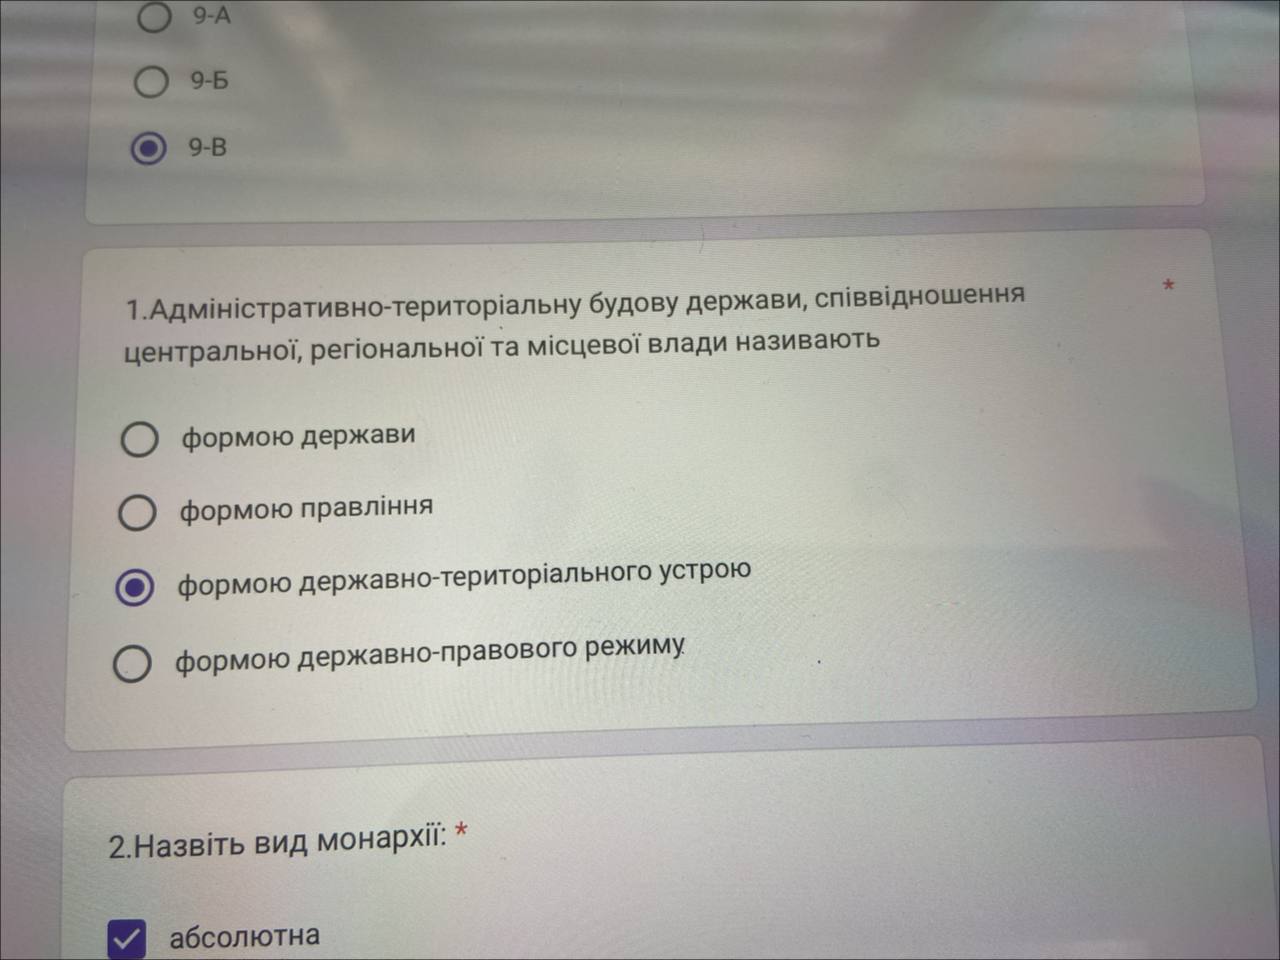 9-А
9-Б
9-В
1.Адміністративно-територіальну будову держави, співвідношення *
центральної, регіональної та місцевої влади називають
формою держави
формою правління
формою державно-територіального устрою
формою державно-правового режиму
2.Назвіть вид монархії: *
абсолютна